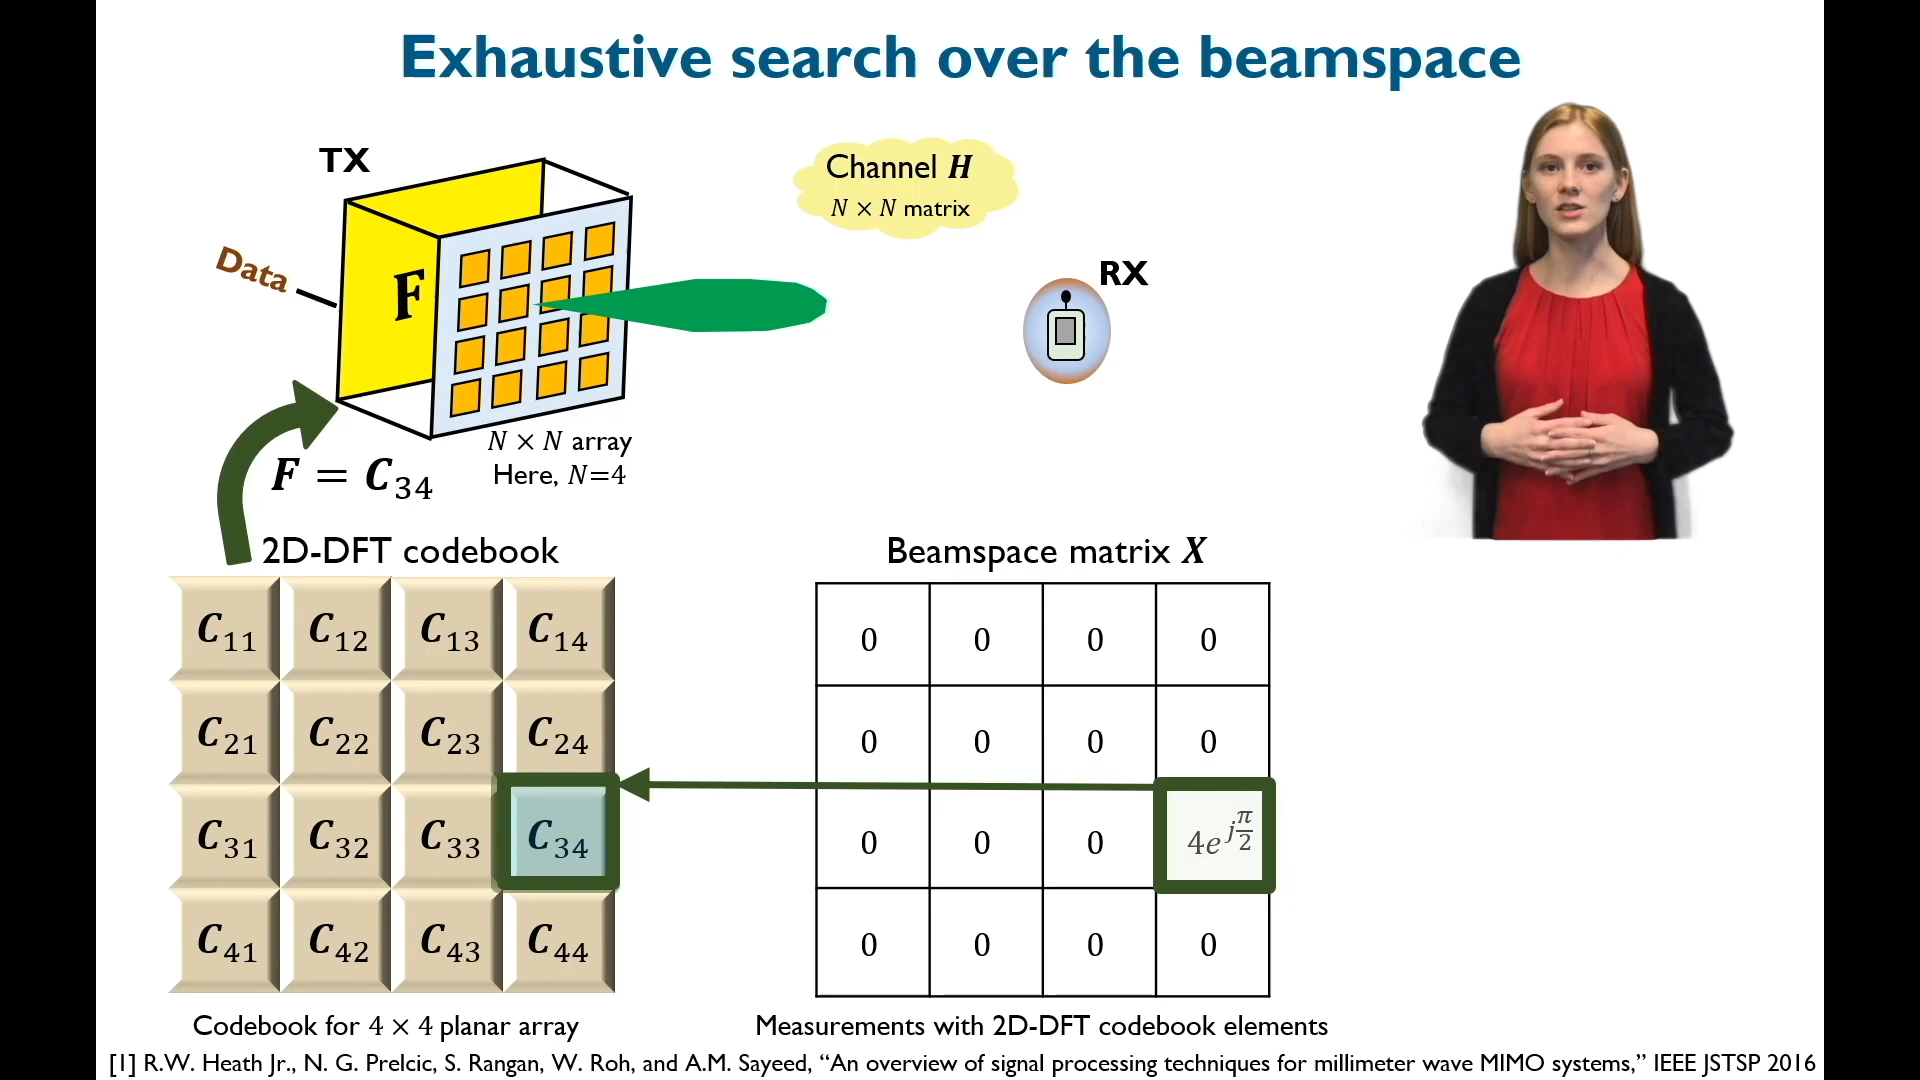 Exhaustive search over the beamspace
TX
Channel H
N × N matrix
Data
F
RX
N × N array
Here, N=4
F = C₃₄
2D-DFT codebook
C₁₁ C₁₂ C₁₃ C₁₄
C₂₁ C₂₂ C₂₃ C₂₄
C₃₁ C₃₂ C₃₃ C₃₄
C₄₁ C₄₂ C₄₃ C₄₄
Codebook for 4 × 4 planar array
Beamspace matrix X
0 0 0 0
0 0 0 0
0 0 0 4e^{jπ/2}
0 0 0 0
Measurements with 2D-DFT codebook elements
[1] R.W. Heath Jr., N. G. Prelcic, S. Rangan, W. Roh, and A.M. Sayeed, “An overview of signal processing techniques for millimeter wave MIMO systems,” IEEE JSTSP 2016